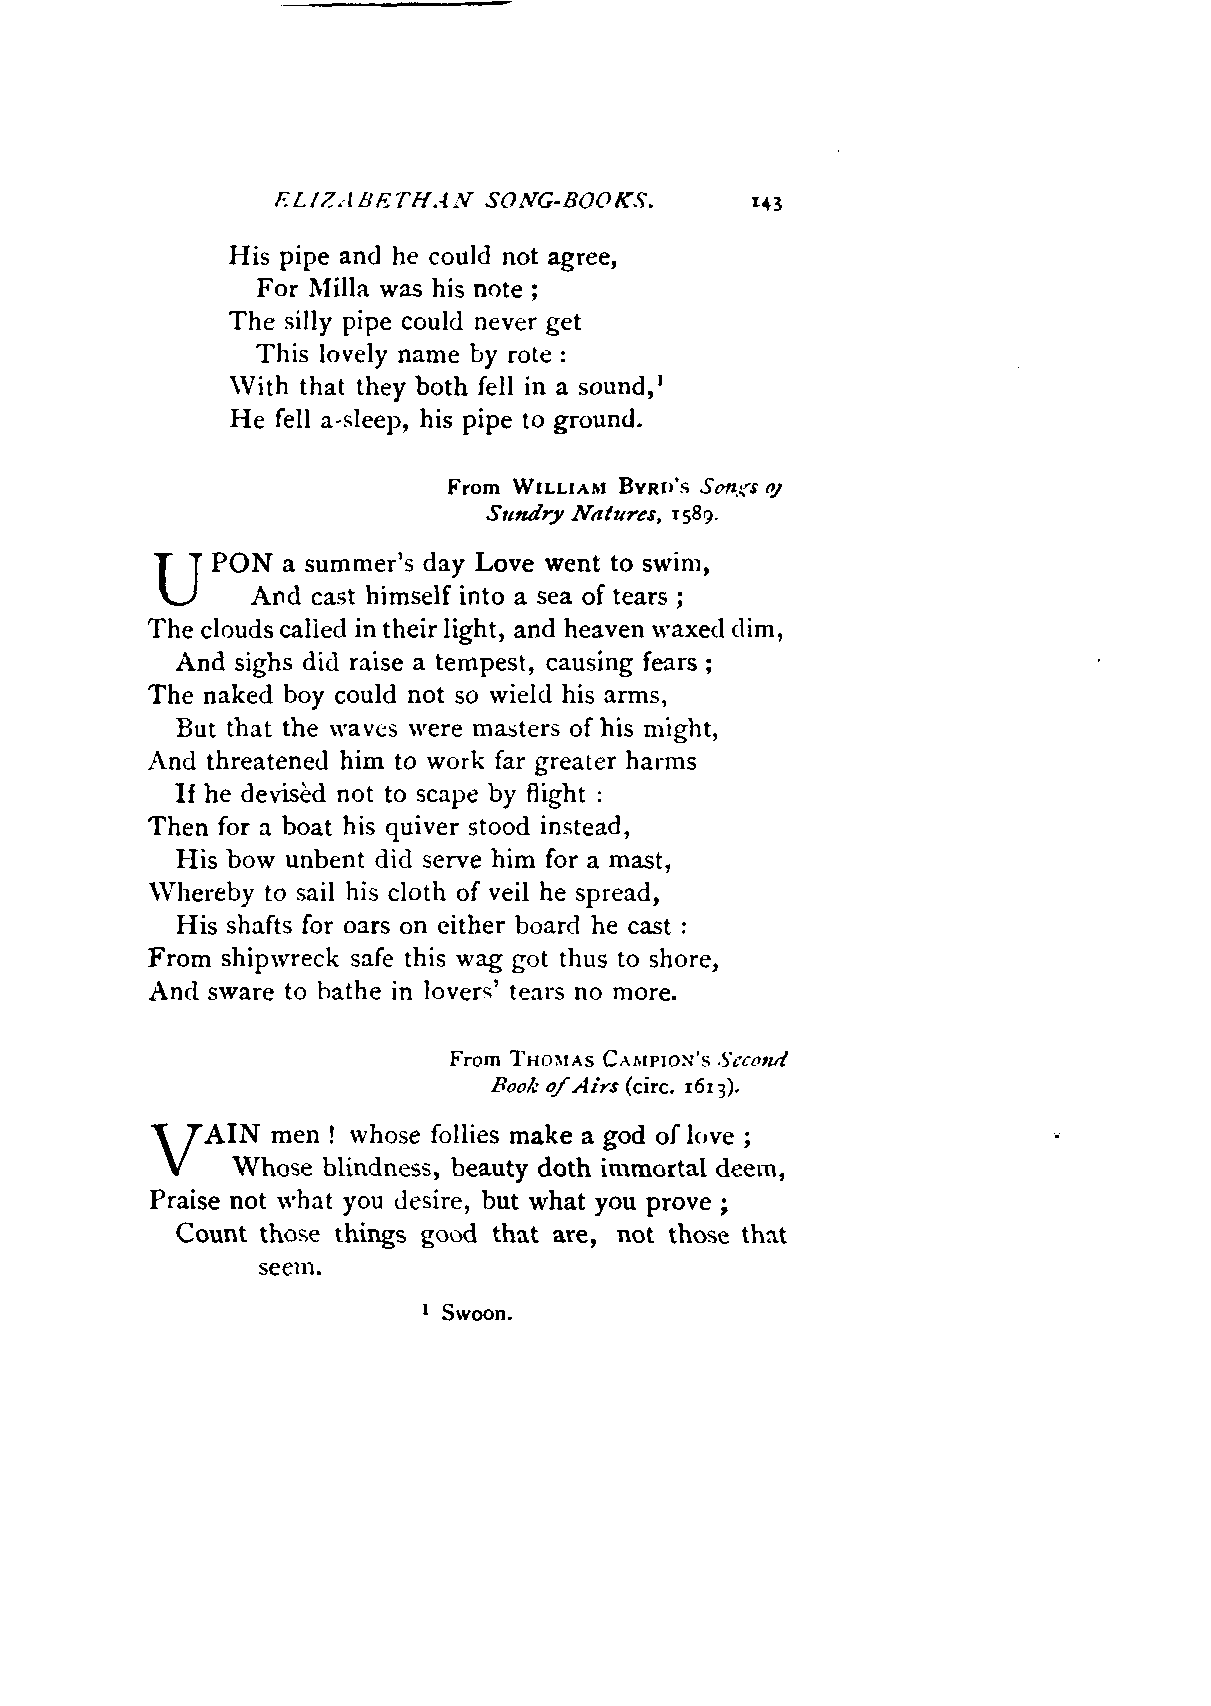 ELIZABETHAN SONG-BOOKS. 143
His pipe and he could not agree,
For Milla was his note ;
The silly pipe could never get
This lovely name by rote :
With that they both fell in a sound,¹
He fell a-sleep, his pipe to ground.
From WILLIAM BYRD'S Songs of
Sundry Natures, 1589.
UPON a summer's day Love went to swim,
And cast himself into a sea of tears ;
The clouds called in their light, and heaven waxed dim,
And sighs did raise a tempest, causing fears ;
The naked boy could not so wield his arms,
But that the waves were masters of his might,
And threatened him to work far greater harms
If he devisèd not to scape by flight :
Then for a boat his quiver stood instead,
His bow unbent did serve him for a mast,
Whereby to sail his cloth of veil he spread,
His shafts for oars on either board he cast :
From shipwreck safe this wag got thus to shore,
And sware to bathe in lovers' tears no more.
From THOMAS CAMPION'S Second
Book of Airs (circ. 1613).
VAIN men ! whose follies make a god of love ;
Whose blindness, beauty doth immortal deem,
Praise not what you desire, but what you prove ;
Count those things good that are, not those that
seem.
¹ Swoon.